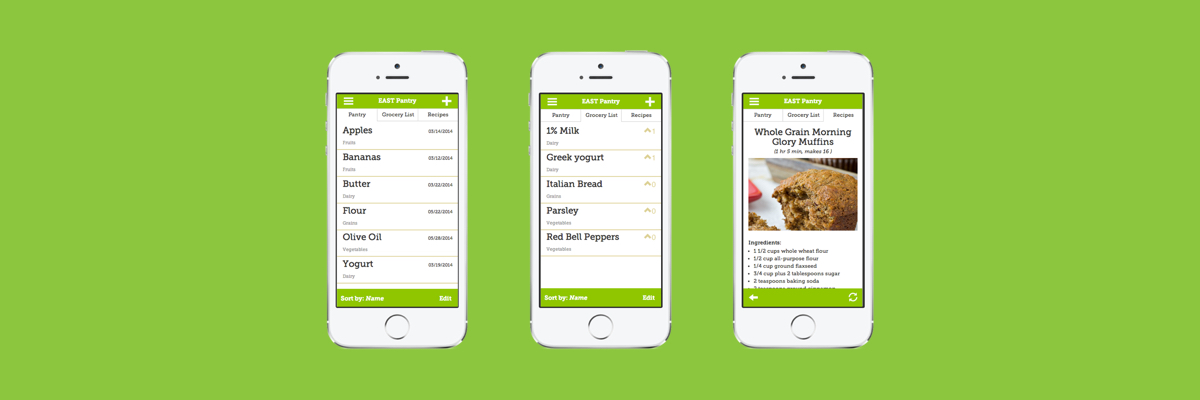 EAST Pantry
Pantry Grocery List Recipes
Apples 03/14/2014
Fruits
Bananas 03/12/2014
Fruits
Butter 03/22/2014
Dairy
Flour 05/22/2014
Grains
Olive Oil 05/28/2014
Vegetables
Yogurt 03/19/2014
Dairy
Sort by: Name Edit
EAST Pantry
Pantry Grocery List Recipes
1% Milk 1
Dairy
Greek yogurt 1
Dairy
Italian Bread 0
Grains
Parsley 0
Vegetables
Red Bell Peppers 0
Vegetables
Sort by: Name Edit
EAST Pantry
Pantry Grocery List Recipes
Whole Grain Morning
Glory Muffins
(1 hr 5 min, makes 16 )
Ingredients:
• 1 1/2 cups whole wheat flour
• 1/2 cup all-purpose flour
• 1/4 cup ground flaxseed
• 3/4 cup plus 2 tablespoons sugar
• 2 teaspoons baking soda